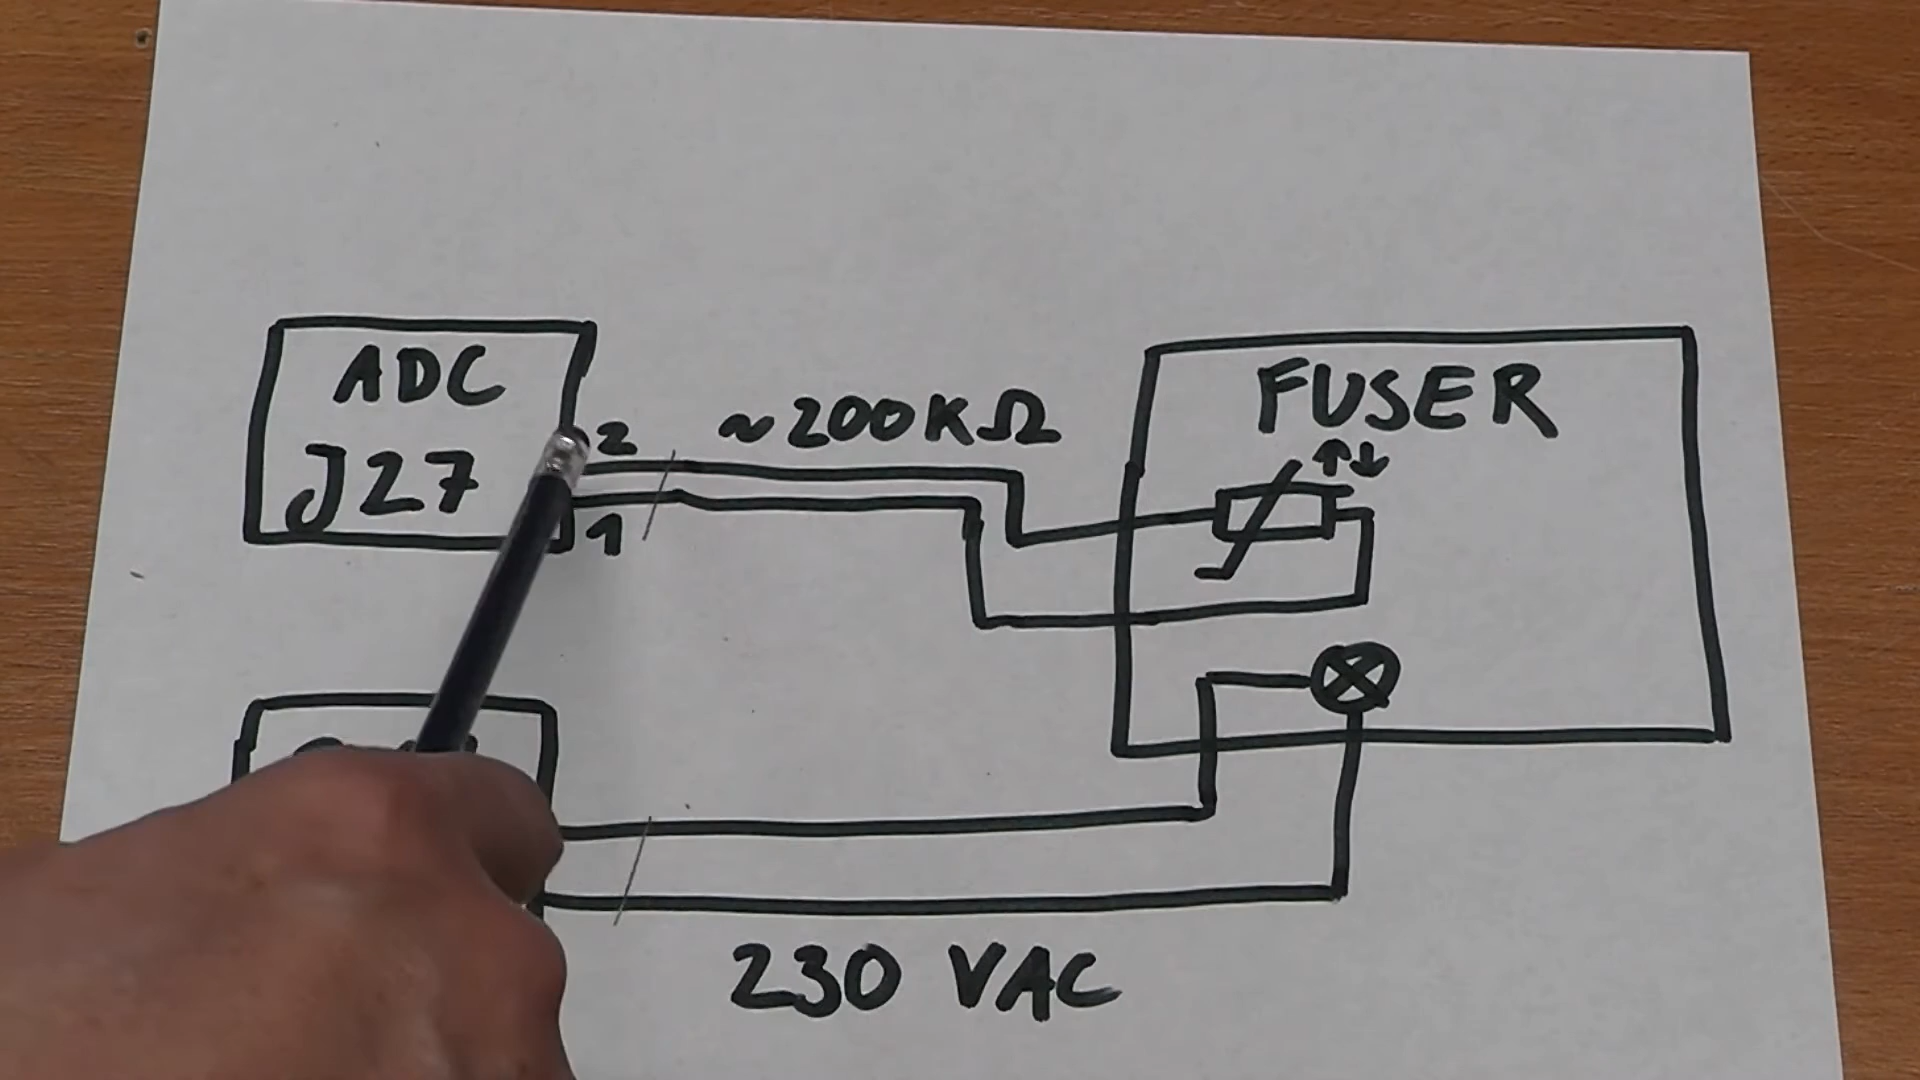 ADC
J27
2
1
~200KΩ
FUSER
↑↓
230 VAC